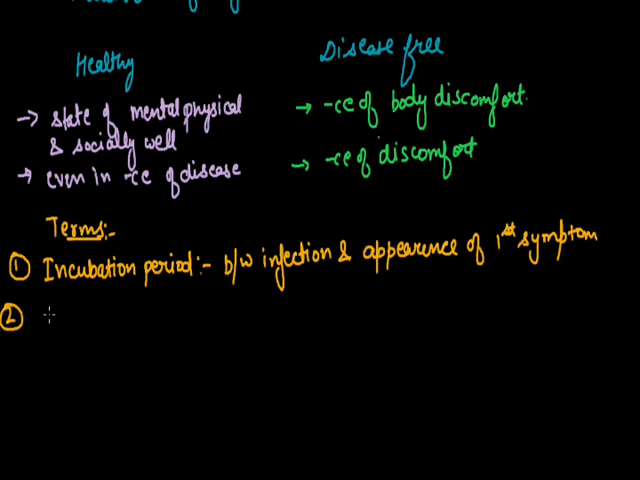 Healthy
Disease free
→ state of mental physical
& socially well
→ even in -ce of disease
→ -ce of body discomfort.
→ -ce of discomfort
Terms:-
① Incubation period:- b/w infection & appearence of 1st symptom
②